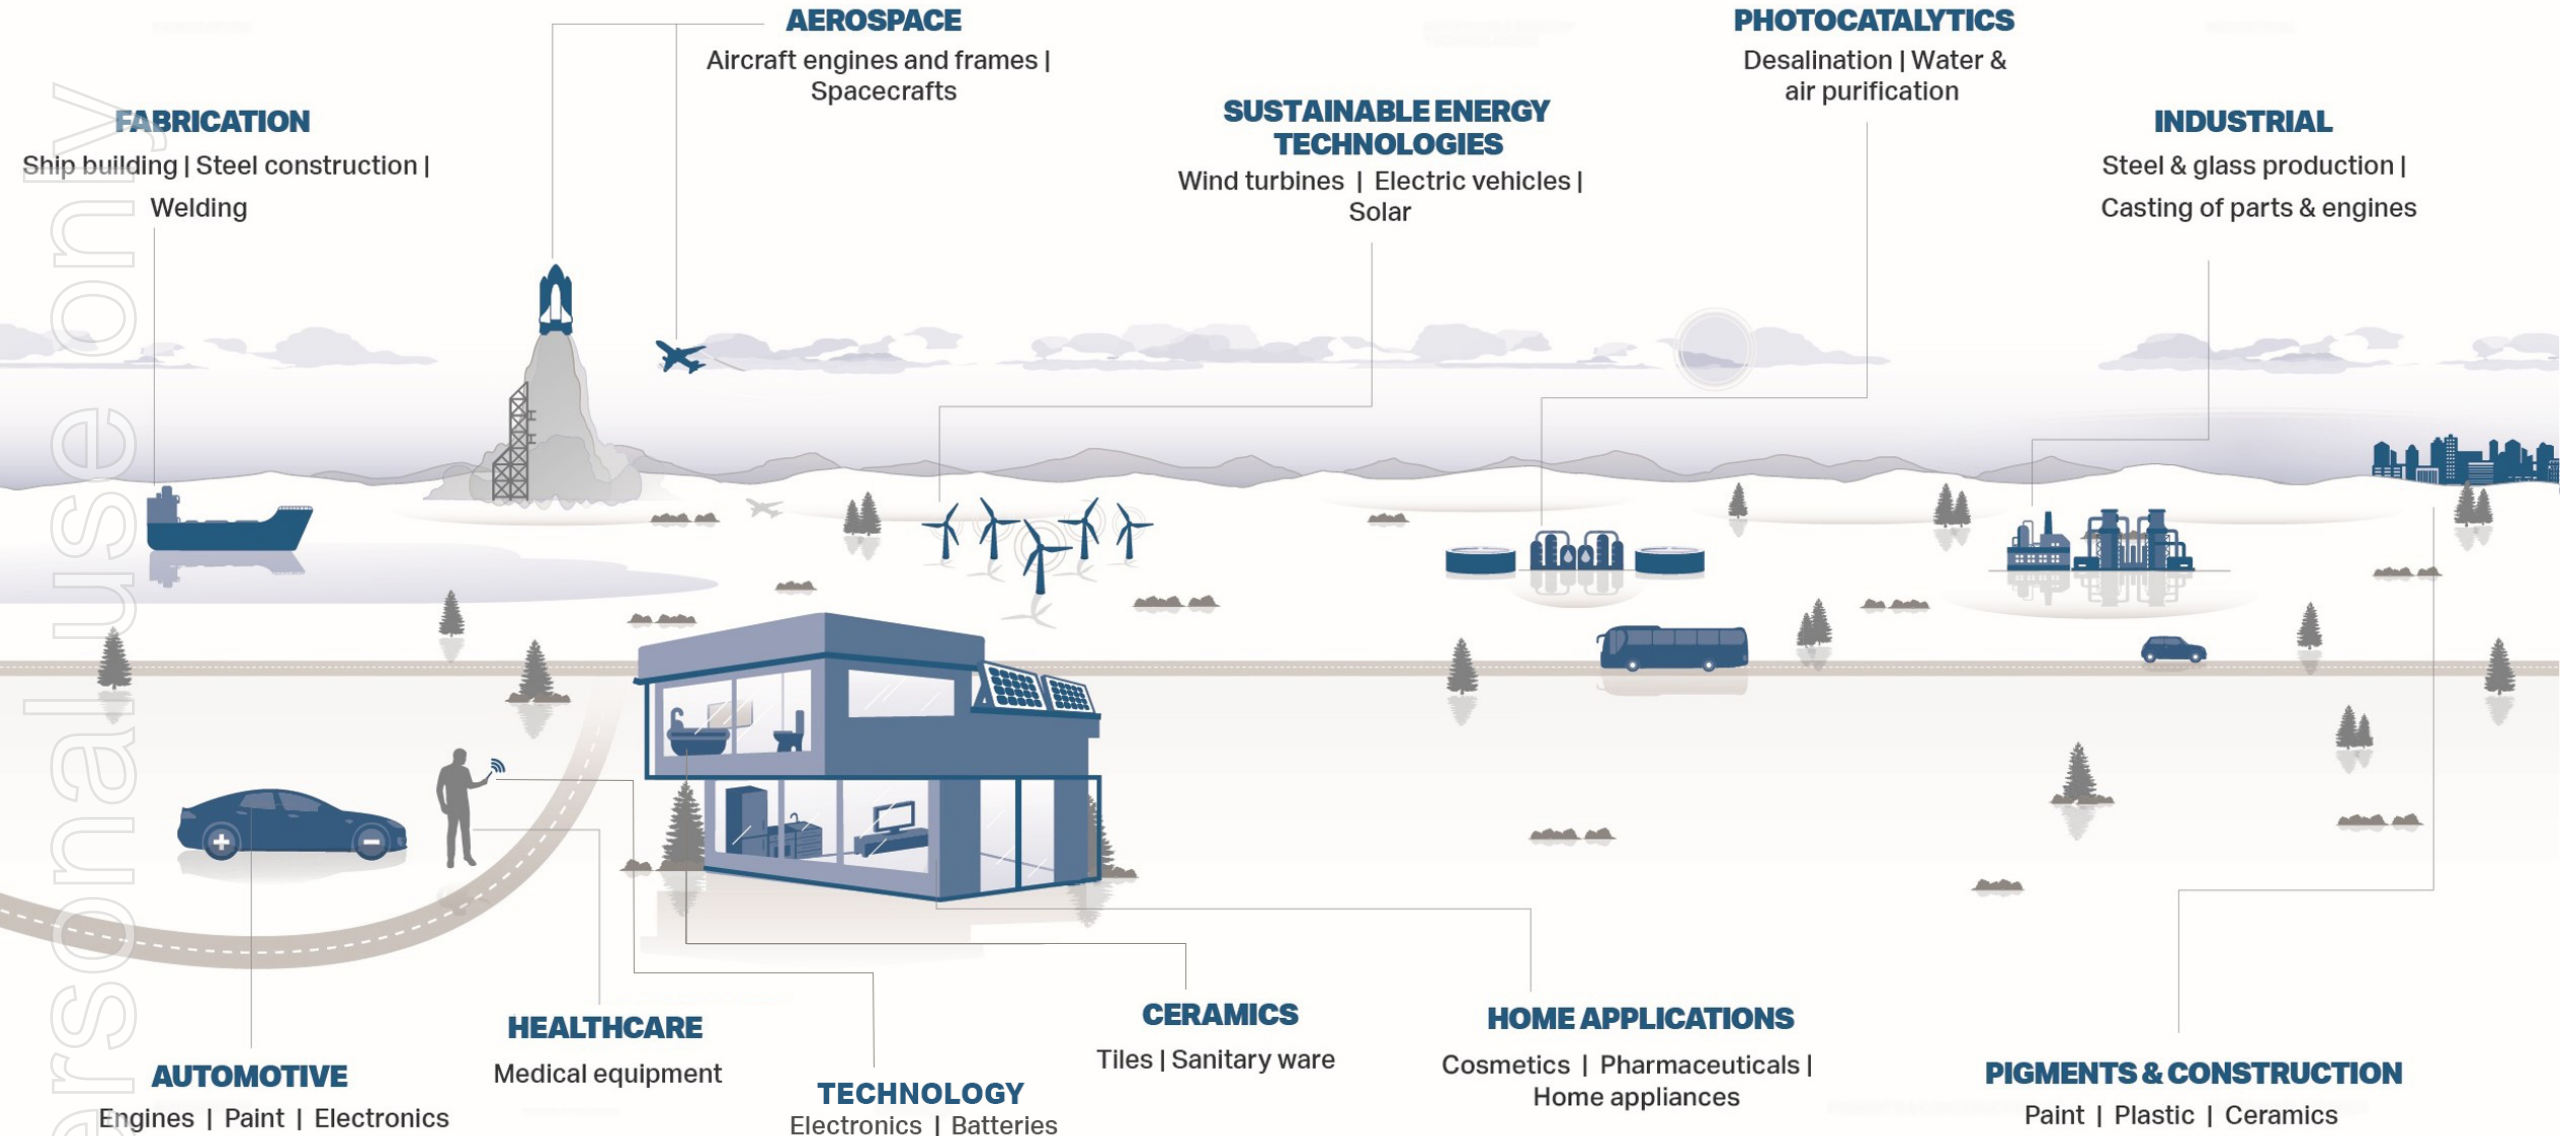 AEROSPACE
Aircraft engines and frames |
Spacecrafts
PHOTOCATALYTICS
Desalination | Water &
air purification
FABRICATION
Ship building | Steel construction |
Welding
SUSTAINABLE ENERGY
TECHNOLOGIES
Wind turbines | Electric vehicles |
Solar
INDUSTRIAL
Steel & glass production |
Casting of parts & engines
ersonal use only
AUTOMOTIVE
Engines | Paint | Electronics
HEALTHCARE
Medical equipment
TECHNOLOGY
Electronics | Batteries
CERAMICS
Tiles | Sanitary ware
HOME APPLICATIONS
Cosmetics | Pharmaceuticals |
Home appliances
PIGMENTS & CONSTRUCTION
Paint | Plastic | Ceramics